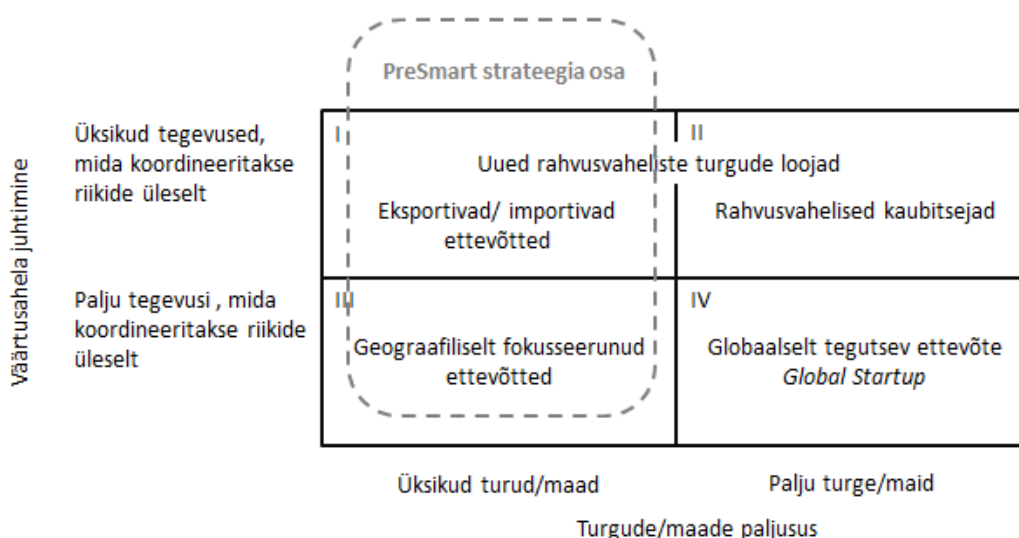 PreSmart strateegia osa
Üksikud tegevused,
mida koordineeritakse
riikide üleselt
I
II
Uued rahvusvaheliste turgude loojad
Eksportivad/ importivad
ettevõtted
Rahvusvahelised kaubitsejad
Väärtusahela juhtimine
Palju tegevusi , mida
koordineeritakse riikide
üleselt
III
IV
Geograafiliselt fokusseerunud
ettevõtted
Globaalselt tegutsev ettevõte
Global Startup
Üksikud turud/maad
Palju turge/maid
Turgude/maade paljusus